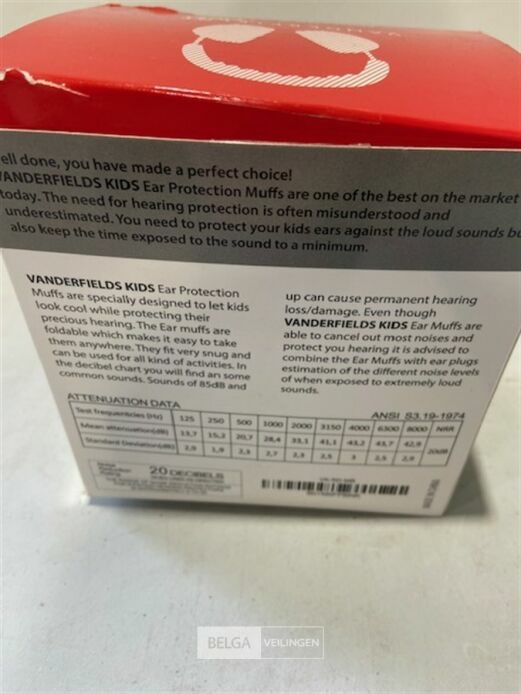 ell done, you have made a perfect choice!
VANDERFIELDS KIDS Ear Protection Muffs are one of the best on the market
today. The need for hearing protection is often misunderstood and
underestimated. You need to protect your kids ears against the loud sounds bu
also keep the time exposed to the sound to a minimum.
VANDERFIELDS KIDS Ear Protection
Muffs are specially designed to let kids
look cool while protecting their
precious hearing. The Ear muffs are
foldable which makes it easy to take
them anywhere. They fit very snug and
can be used for all kind of activities. In
the decibel chart you will find an some
common sounds. Sounds of 85dB and
up can cause permanent hearing
loss/damage. Even though
VANDERFIELDS KIDS Ear Muffs are
able to cancel out most noises and
protect you hearing it is advised to
combine the Ear Muffs with ear plugs
estimation of the different noise levels
of when exposed to extremely loud
sounds.
ATTENUATION DATA
ANSI S3.19-1974
Test frequencies (Hz) 125 250 500 1000 2000 3150 4000 6300 8000 NRR
Mean attenuation(dB) 13,7 15,2 20,7 28,4 33,1 41,1 43,2 43,7 42,9 20dB
Standard Deviation(dB) 2,9 1,9 2,3 2,7 2,3 2,5 3 2,5 2,9
20 DECIBELS
MADE IN CHINA
BELGA VEILINGEN